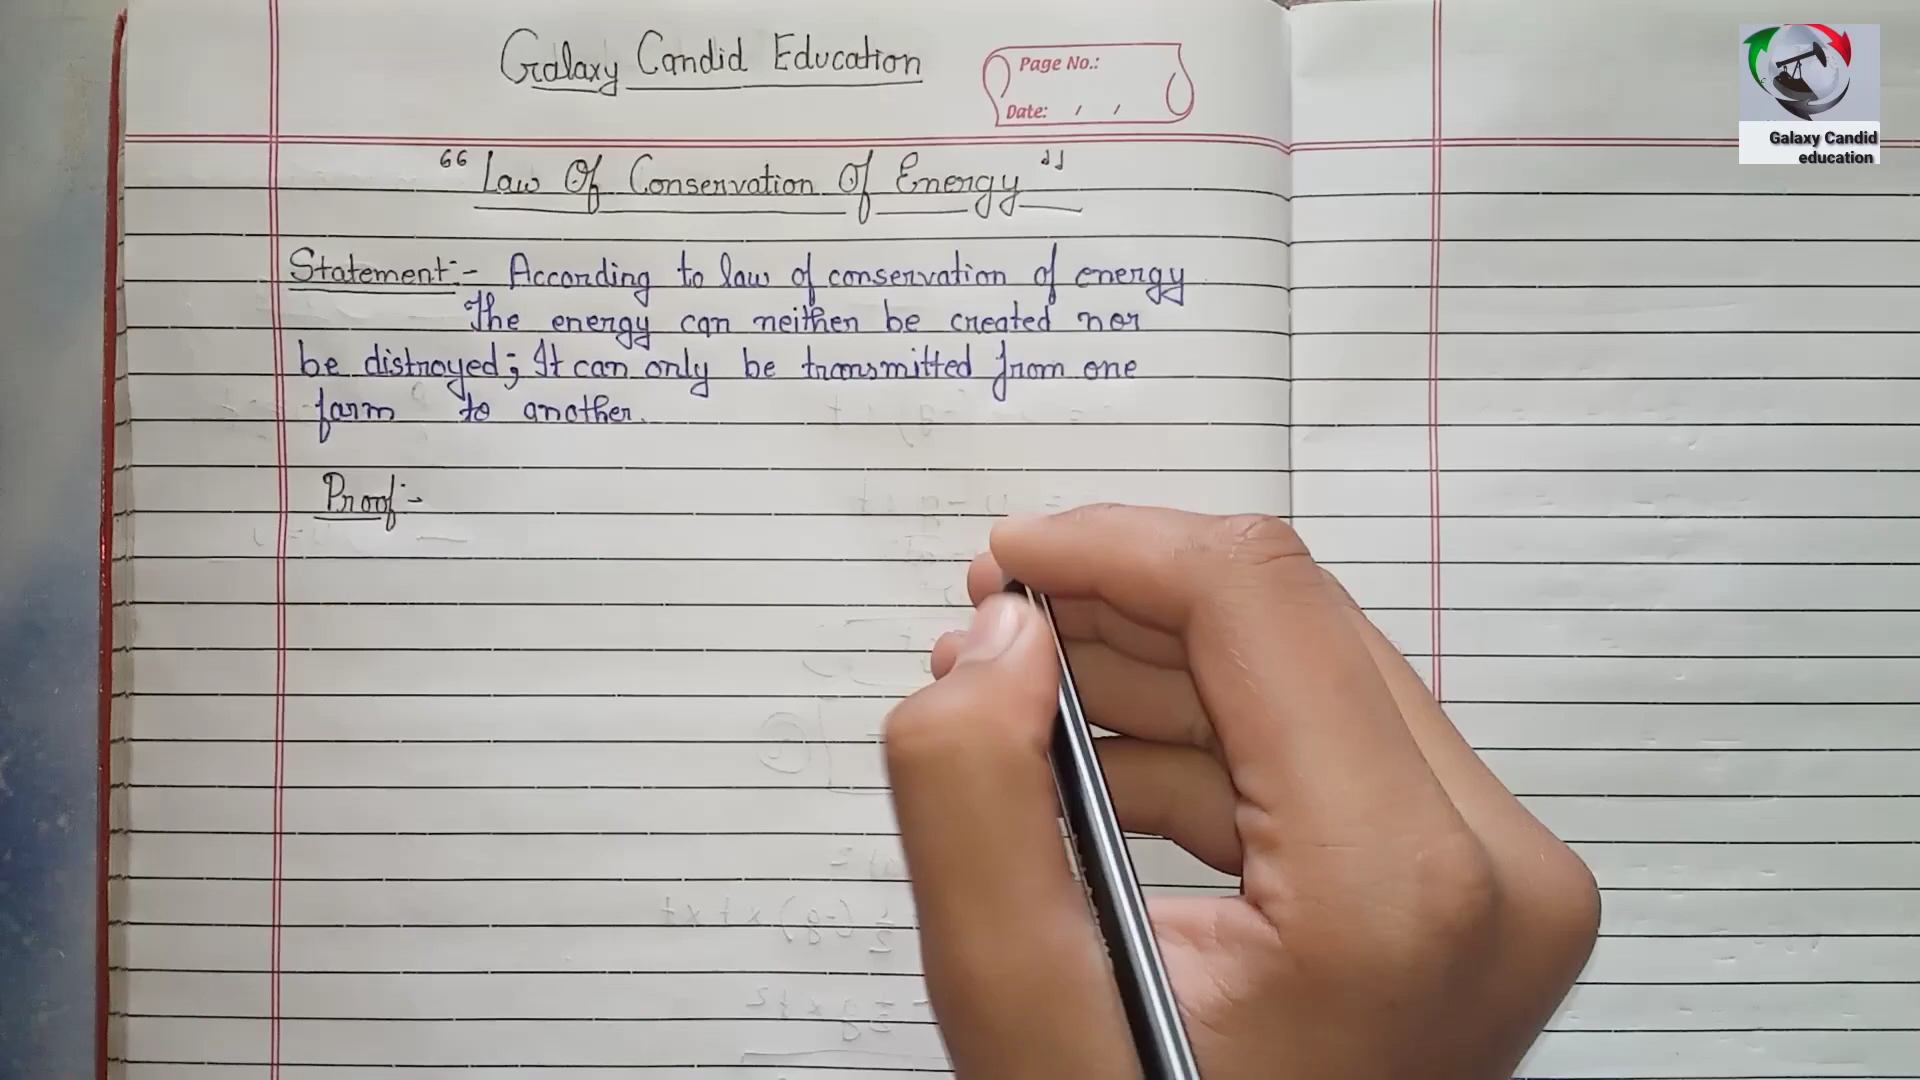 Galaxy Candid Education
Page No.:
Date: / /
Galaxy Candid
education
"Law Of Conservation Of Energy"
Statement:- According to law of conservation of energy
The energy can neither be created nor
be distroyed; It can only be transmitted from one
farm to another.
Proof:-